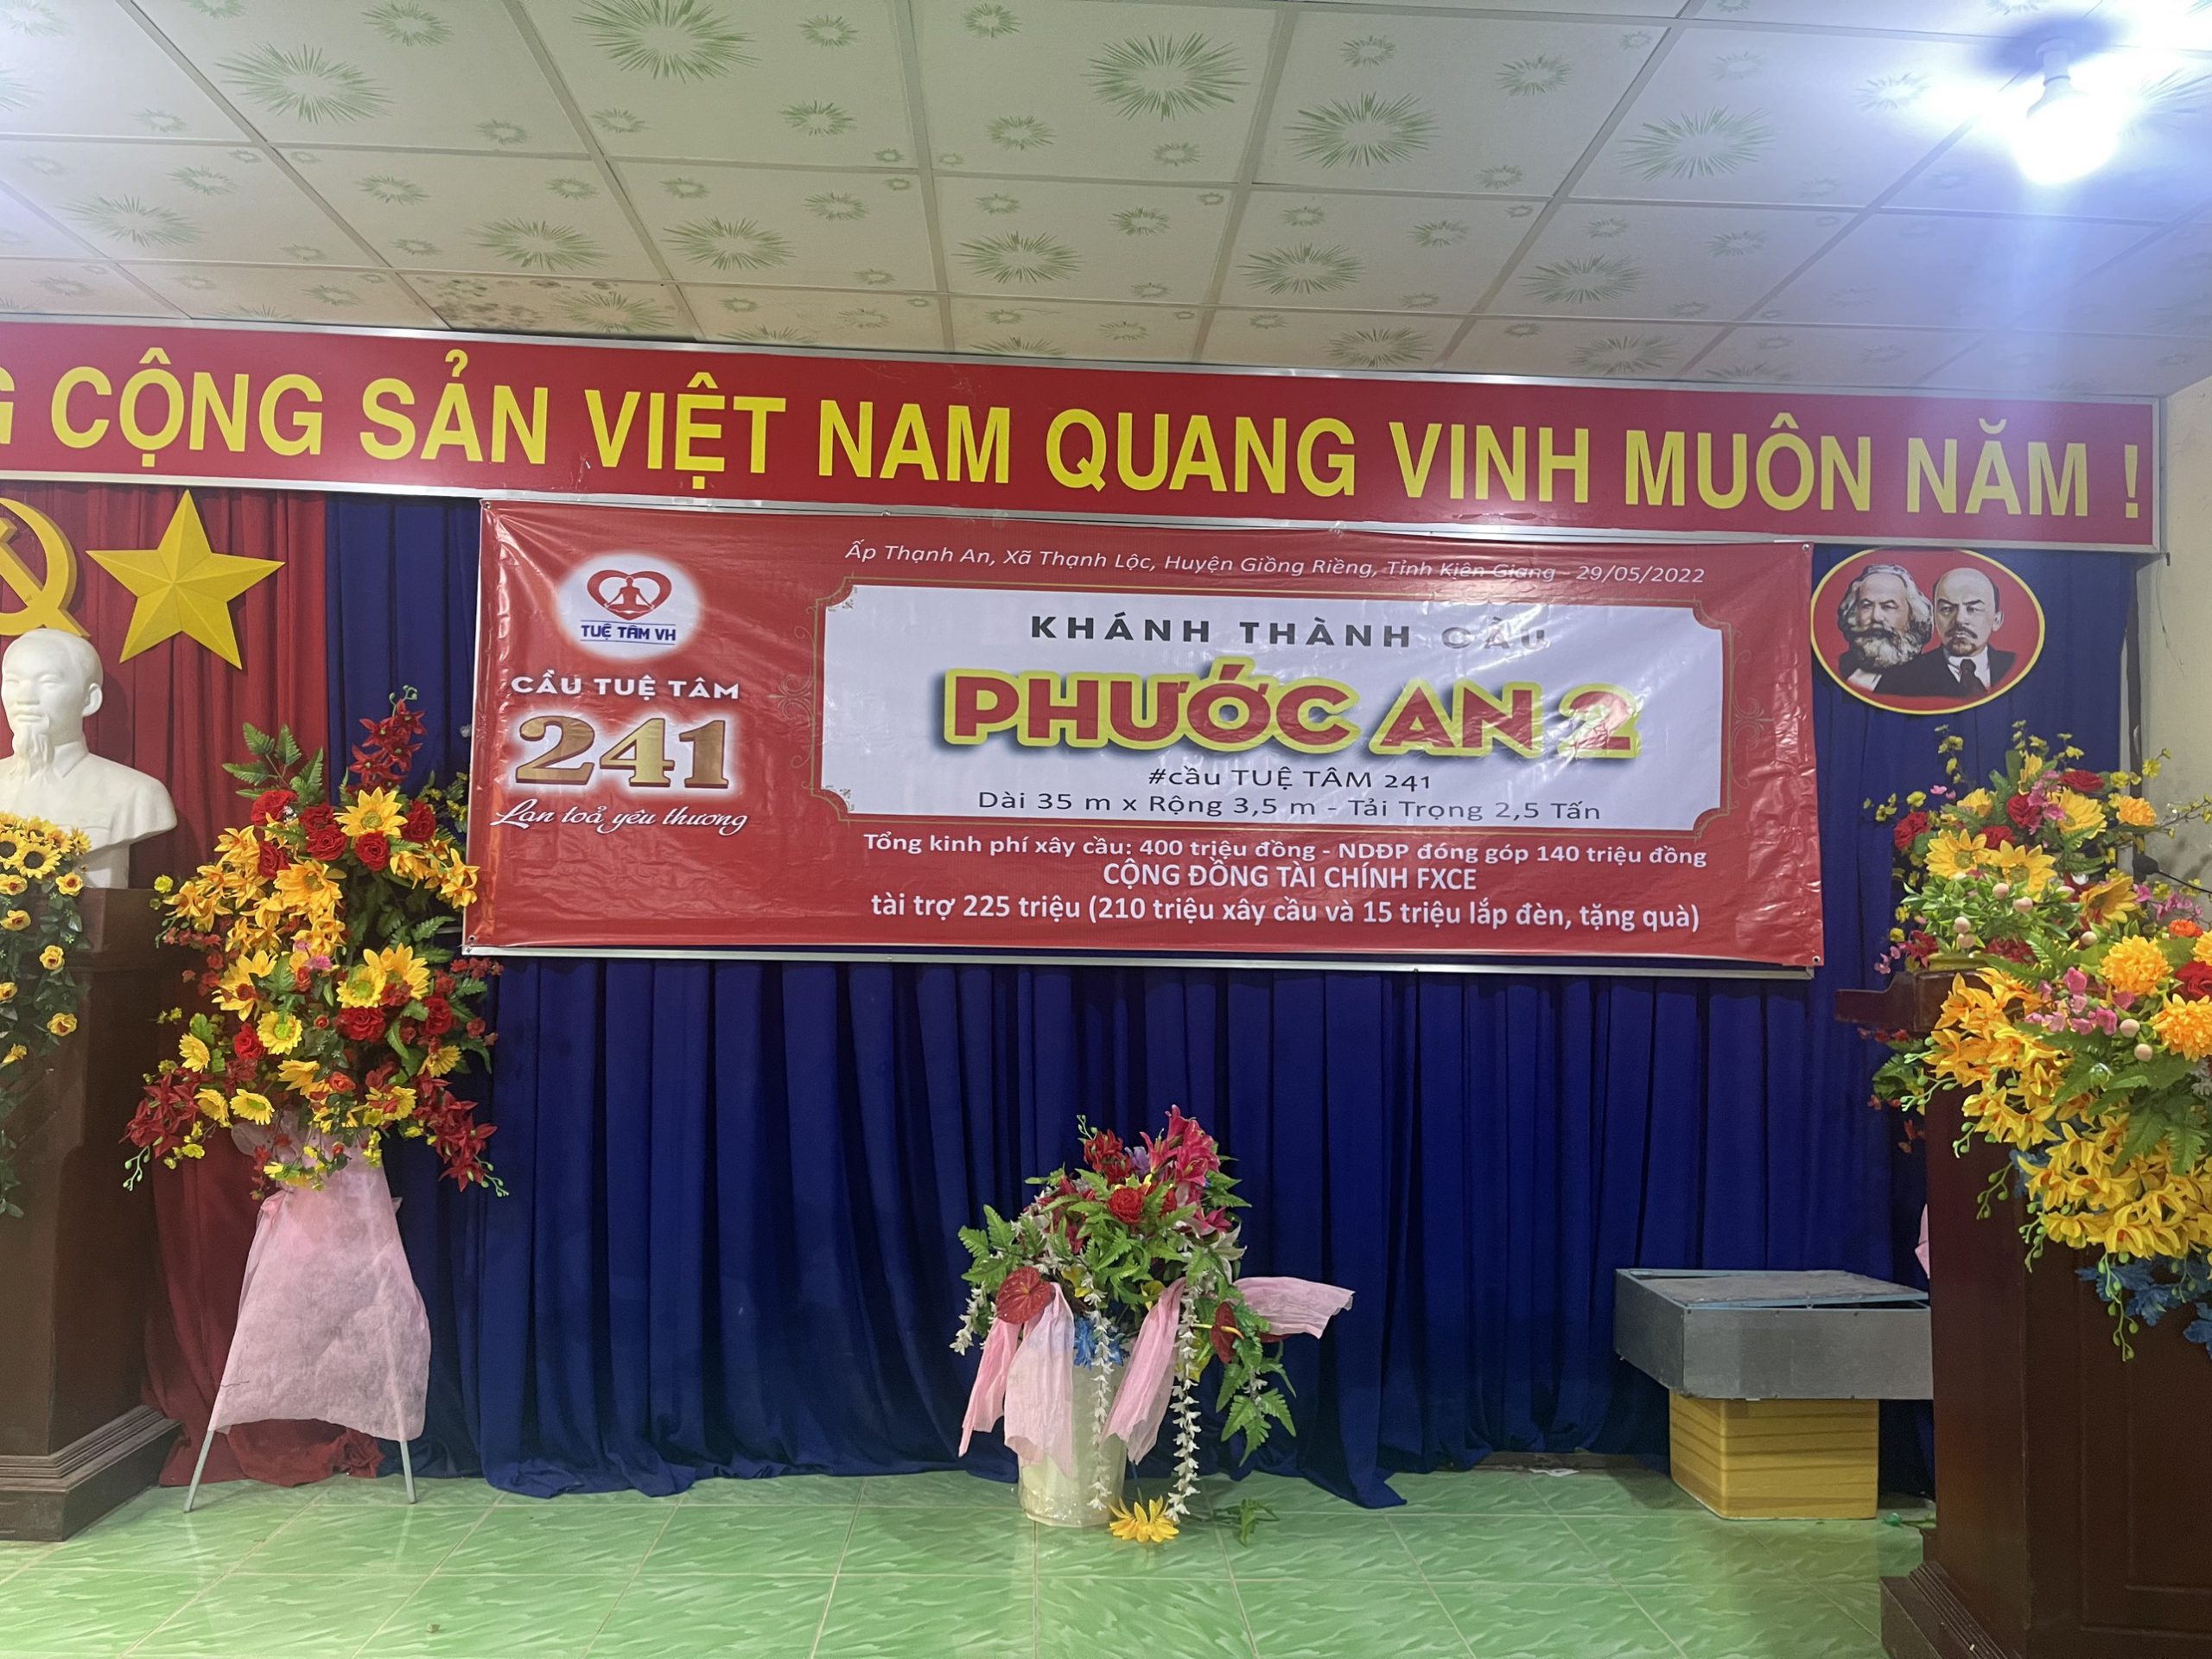 CỘNG SẢN VIỆT NAM QUANG VINH MUÔN NĂM !
Ấp Thạnh An, Xã Thạnh Lộc, Huyện Giồng Riềng, Tỉnh Kiên Giang - 29/05/2022
TUỆ TÂM VH
CẦU TUỆ TÂM
241
Lan toả yêu thương
KHÁNH THÀNH CẦU
PHƯỚC AN 2
#cầu TUỆ TÂM 241
Dài 35 m x Rộng 3,5 m - Tải Trọng 2,5 Tấn
Tổng kinh phí xây cầu: 400 triệu đồng - NDĐP đóng góp 140 triệu đồng
CỘNG ĐỒNG TÀI CHÍNH FXCE
tài trợ 225 triệu (210 triệu xây cầu và 15 triệu lắp đèn, tặng quà)